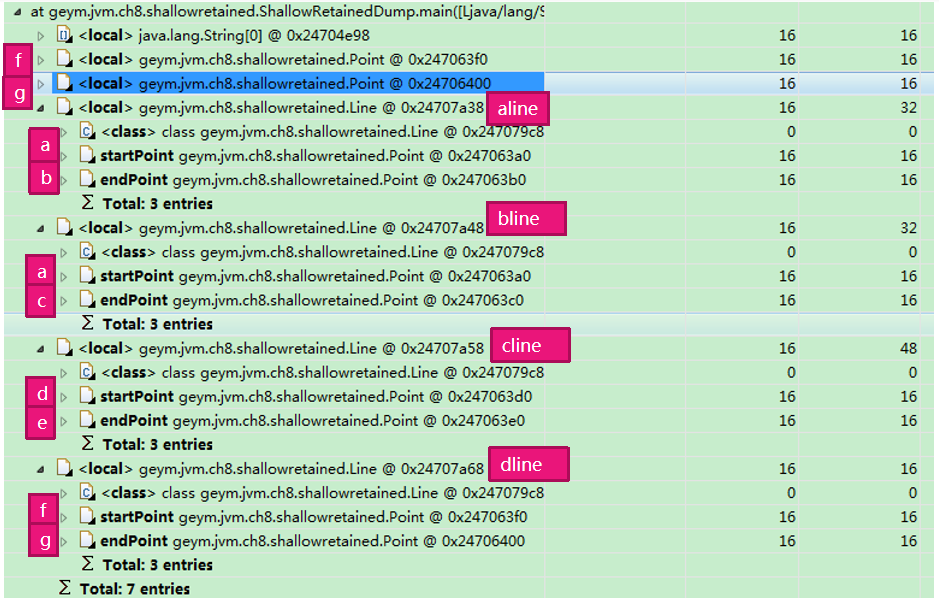 at geym.jvm.ch8.shallowretained.ShallowRetainedDump.main([Ljava/lang/S
<local> java.lang.String[0] @ 0x24704e98 16 16
f <local> geym.jvm.ch8.shallowretained.Point @ 0x247063f0 16 16
g <local> geym.jvm.ch8.shallowretained.Point @ 0x24706400 16 16
<local> geym.jvm.ch8.shallowretained.Line @ 0x24707a38 aline 16 32
<class> class geym.jvm.ch8.shallowretained.Line @ 0x247079c8 0 0
a startPoint geym.jvm.ch8.shallowretained.Point @ 0x247063a0 16 16
b endPoint geym.jvm.ch8.shallowretained.Point @ 0x247063b0 16 16
Σ Total: 3 entries
<local> geym.jvm.ch8.shallowretained.Line @ 0x24707a48 bline 16 32
<class> class geym.jvm.ch8.shallowretained.Line @ 0x247079c8 0 0
a startPoint geym.jvm.ch8.shallowretained.Point @ 0x247063a0 16 16
c endPoint geym.jvm.ch8.shallowretained.Point @ 0x247063c0 16 16
Σ Total: 3 entries
<local> geym.jvm.ch8.shallowretained.Line @ 0x24707a58 cline 16 48
<class> class geym.jvm.ch8.shallowretained.Line @ 0x247079c8 0 0
d startPoint geym.jvm.ch8.shallowretained.Point @ 0x247063d0 16 16
e endPoint geym.jvm.ch8.shallowretained.Point @ 0x247063e0 16 16
Σ Total: 3 entries
<local> geym.jvm.ch8.shallowretained.Line @ 0x24707a68 dline 16 16
<class> class geym.jvm.ch8.shallowretained.Line @ 0x247079c8 0 0
f startPoint geym.jvm.ch8.shallowretained.Point @ 0x247063f0 16 16
g endPoint geym.jvm.ch8.shallowretained.Point @ 0x24706400 16 16
Σ Total: 3 entries
Σ Total: 7 entries